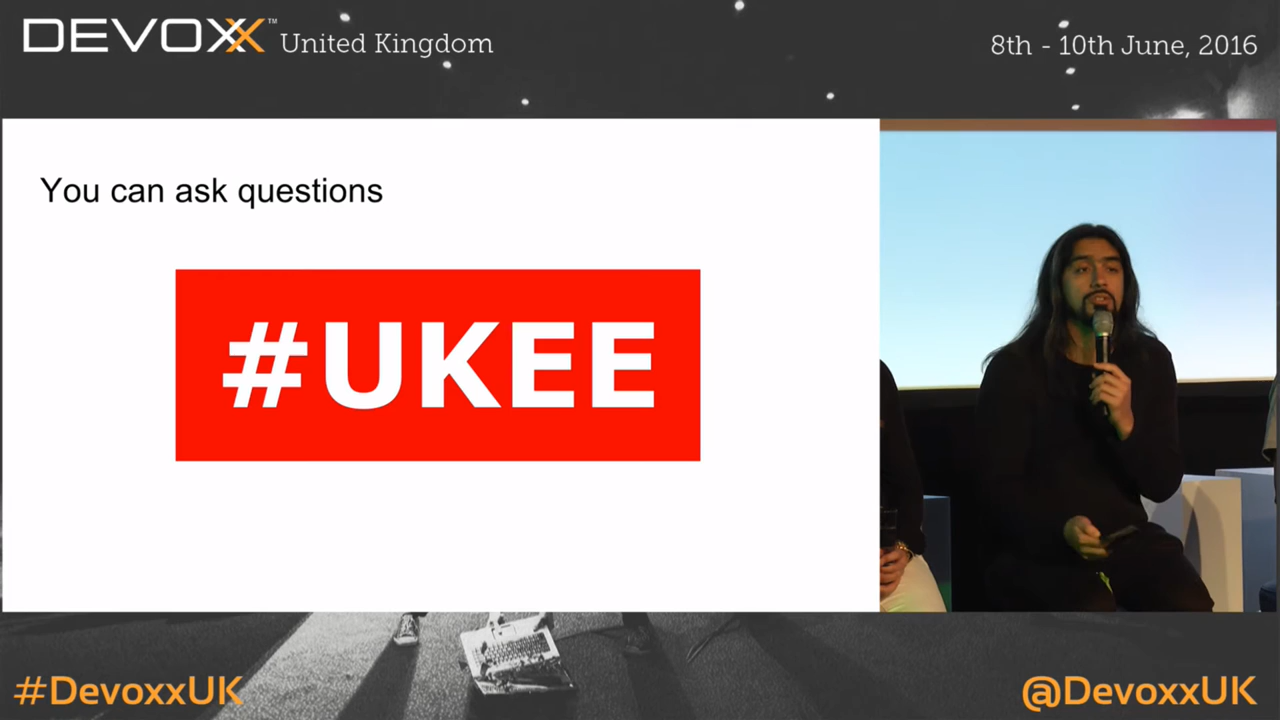 DEVOXX™ United Kingdom
8th - 10th June, 2016
You can ask questions
#UKEE
#DevoxxUK
@DevoxxUK